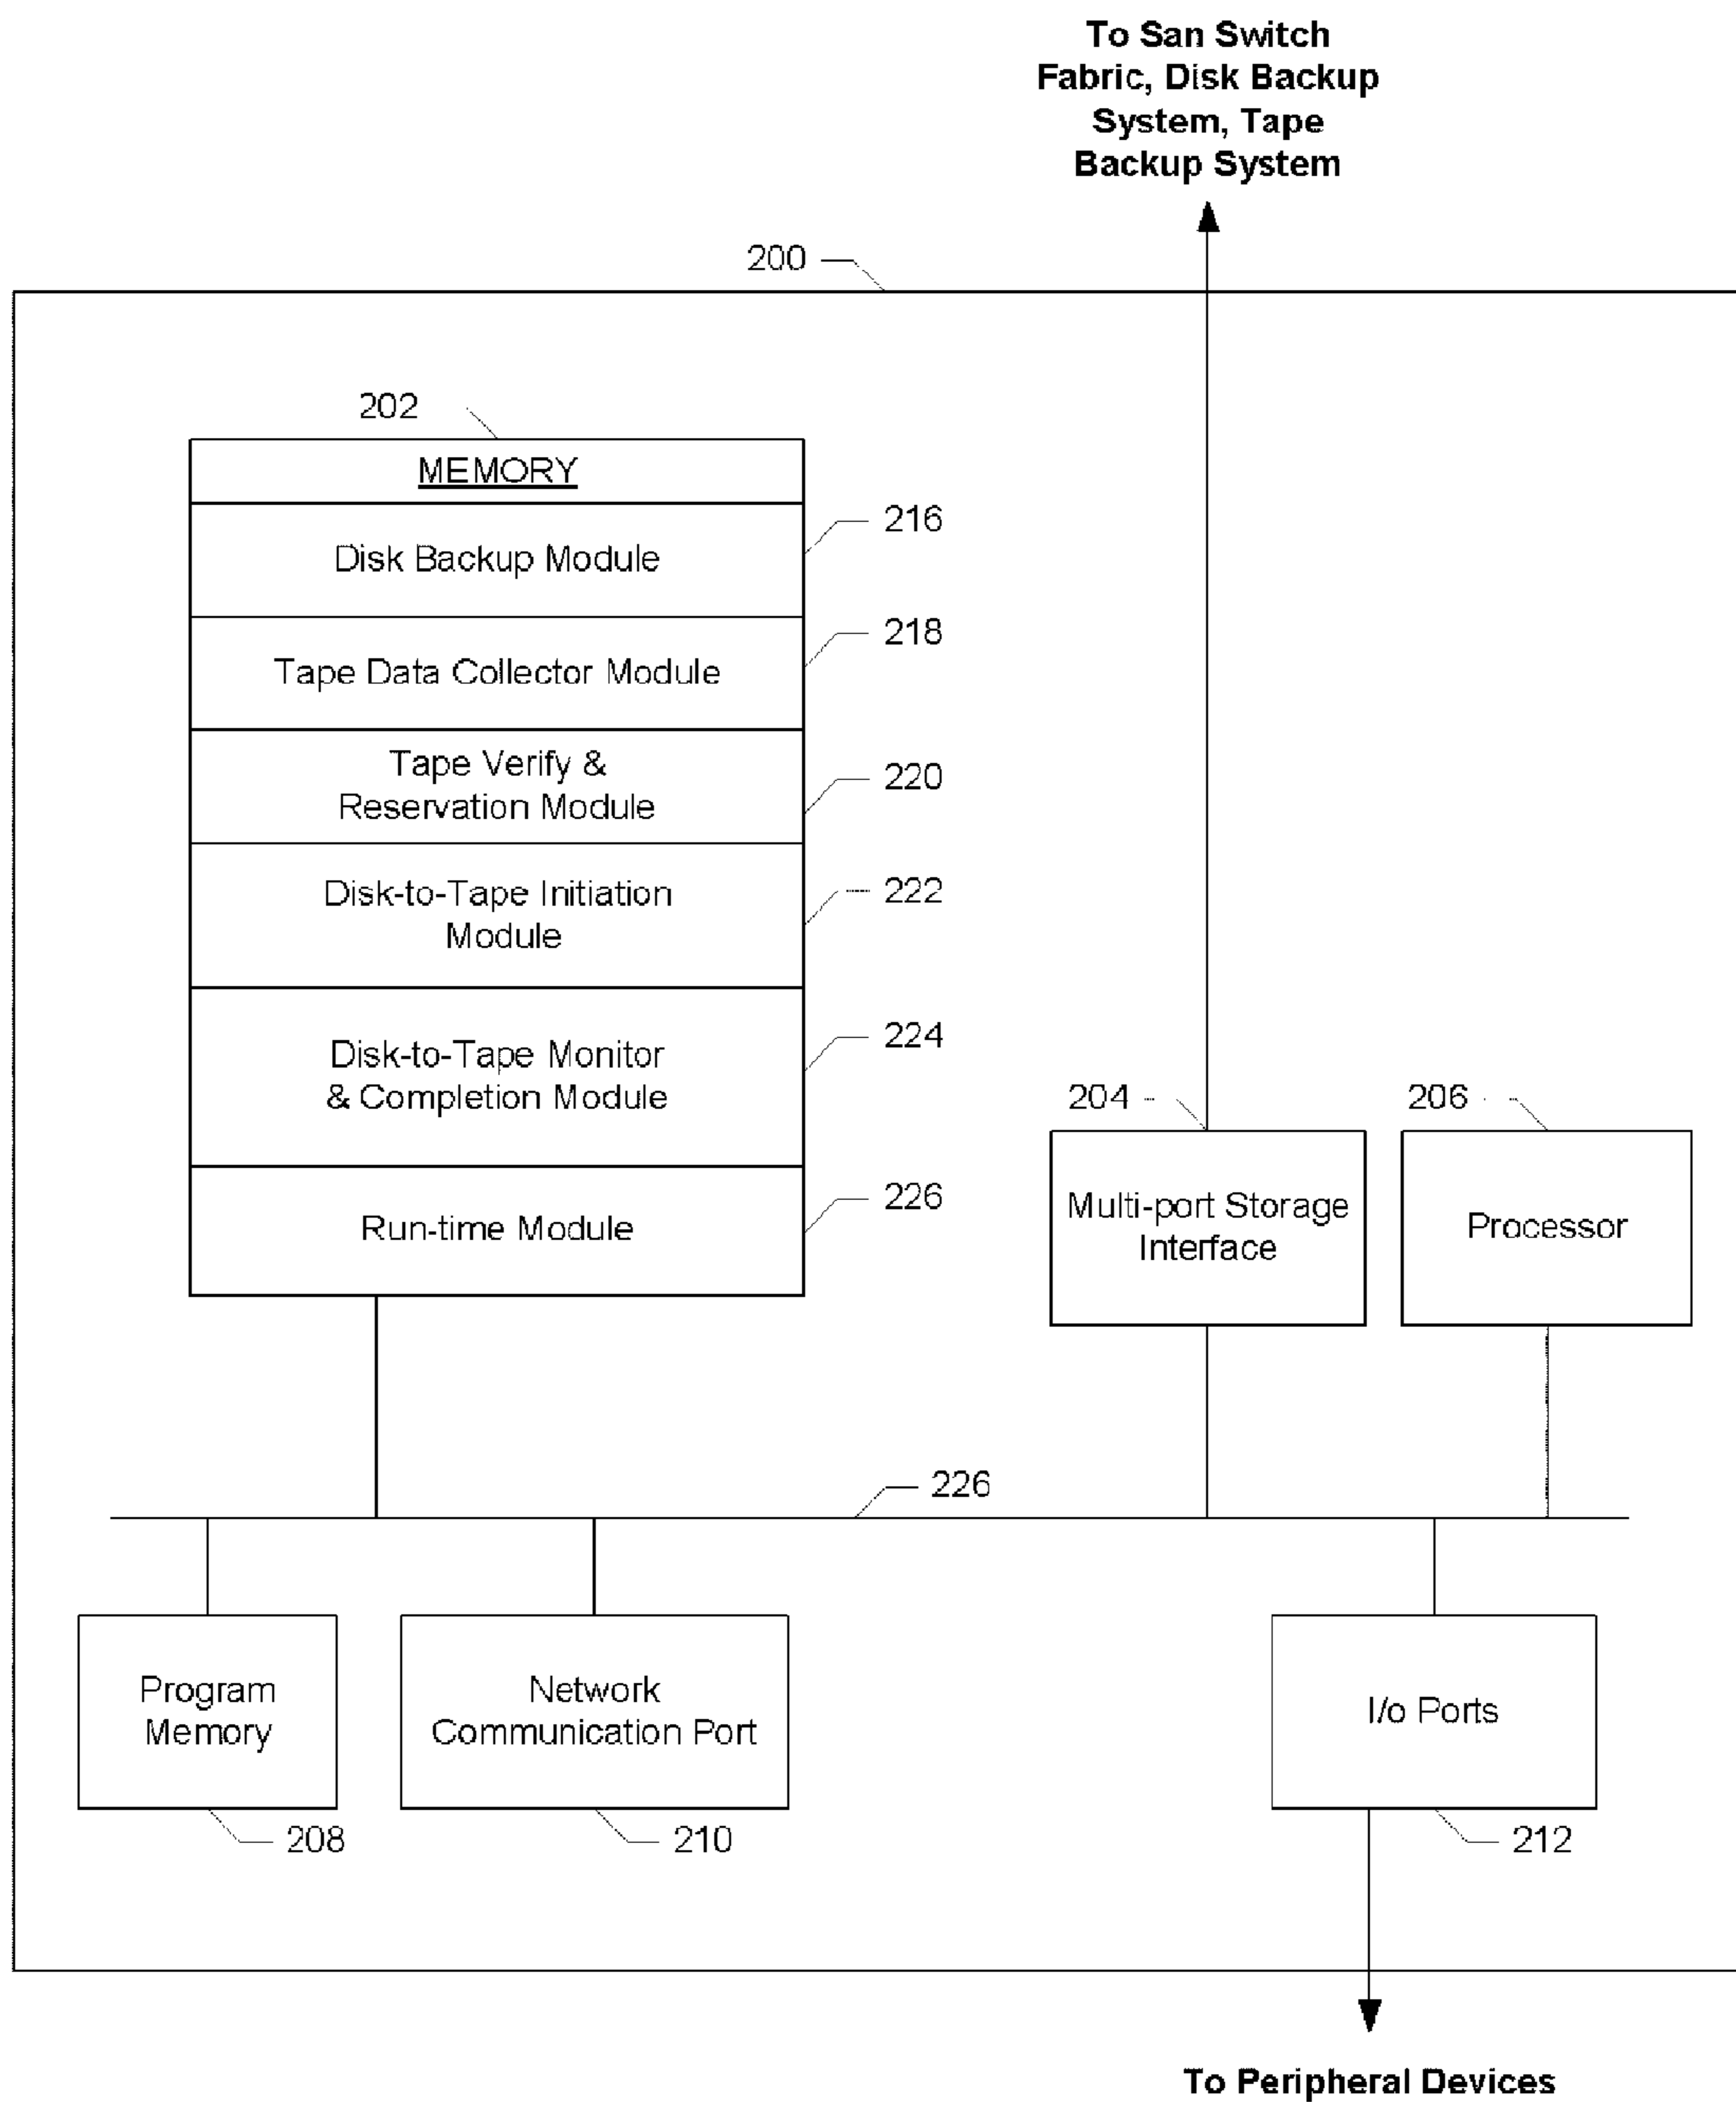 To San Switch
Fabric, Disk Backup
System, Tape
Backup System
200
202
MEMORY
216
Disk Backup Module
218
Tape Data Collector Module
Tape Verify &
Reservation Module
220
Disk-to-Tape Initiation
Module
222
224
Disk-to-Tape Monitor
& Completion Module
204
206
226
Run-time Module
Multi-port Storage
Interface
Processor
226
Program
Memory
Network
Communication Port
I/o Ports
208
210
212
To Peripheral Devices